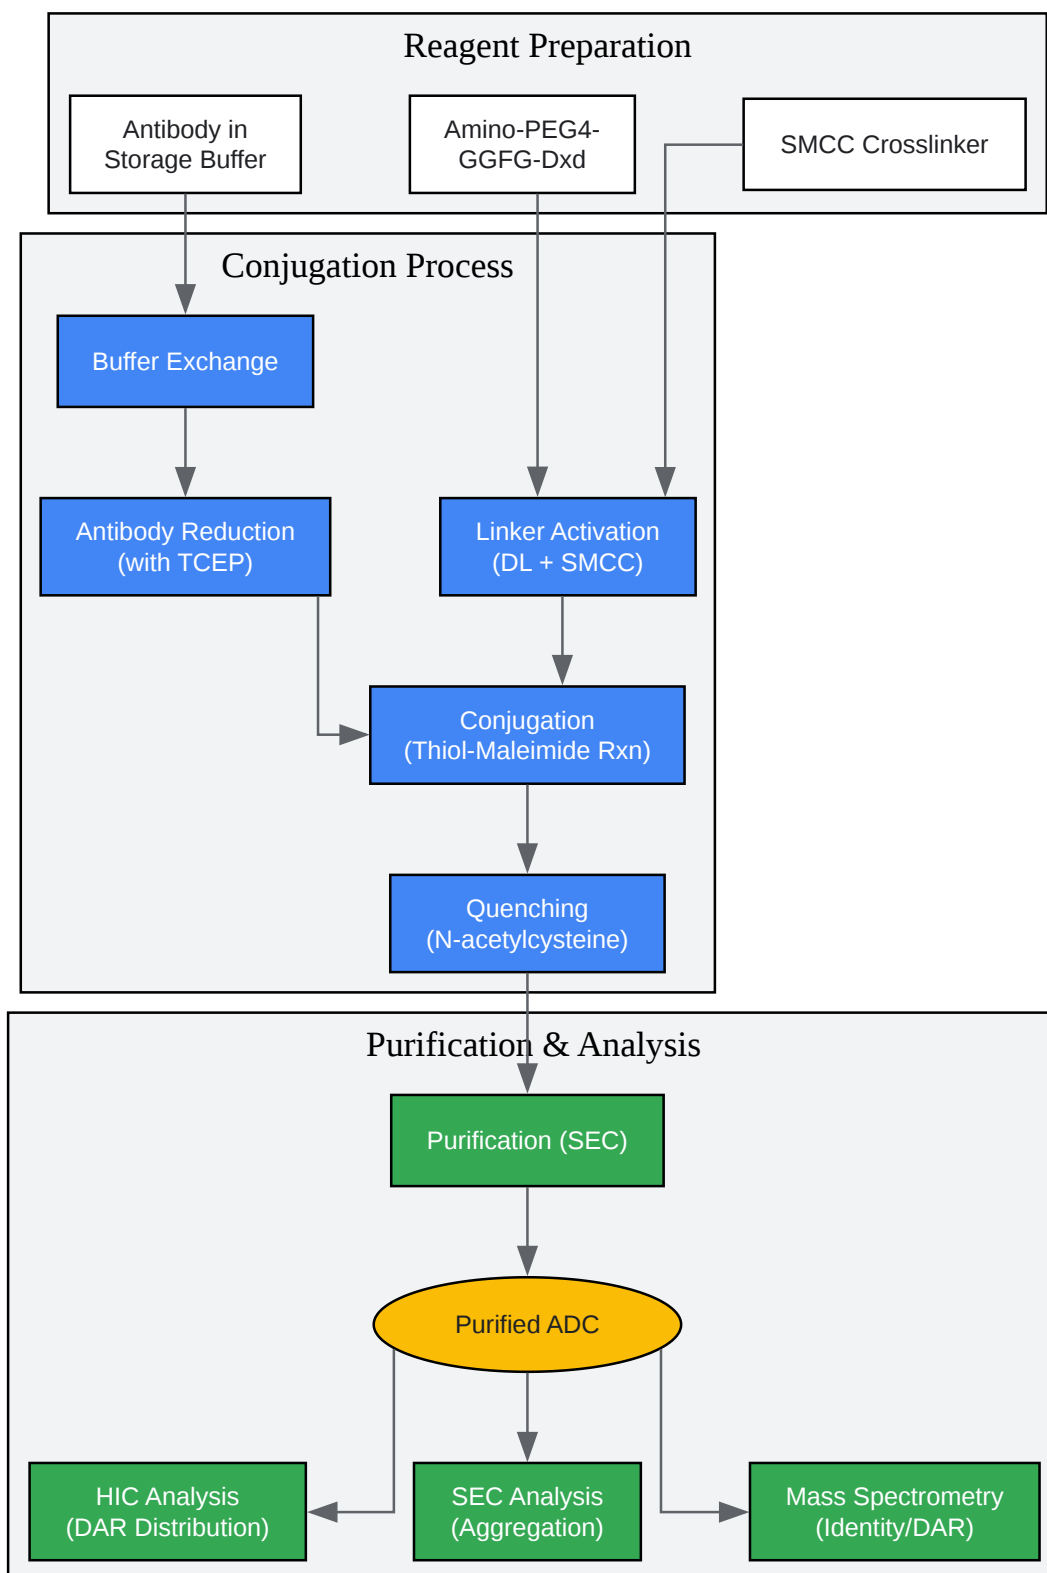 Reagent Preparation
Antibody in
Storage Buffer
Amino-PEG4-
GGFG-Dxd
SMCC Crosslinker
Conjugation Process
Buffer Exchange
Antibody Reduction
(with TCEP)
Linker Activation
(DL + SMCC)
Conjugation
(Thiol-Maleimide Rxn)
Quenching
(N-acetylcysteine)
Purification & Analysis
Purification (SEC)
Purified ADC
HIC Analysis
(DAR Distribution)
SEC Analysis
(Aggregation)
Mass Spectrometry
(Identity/DAR)